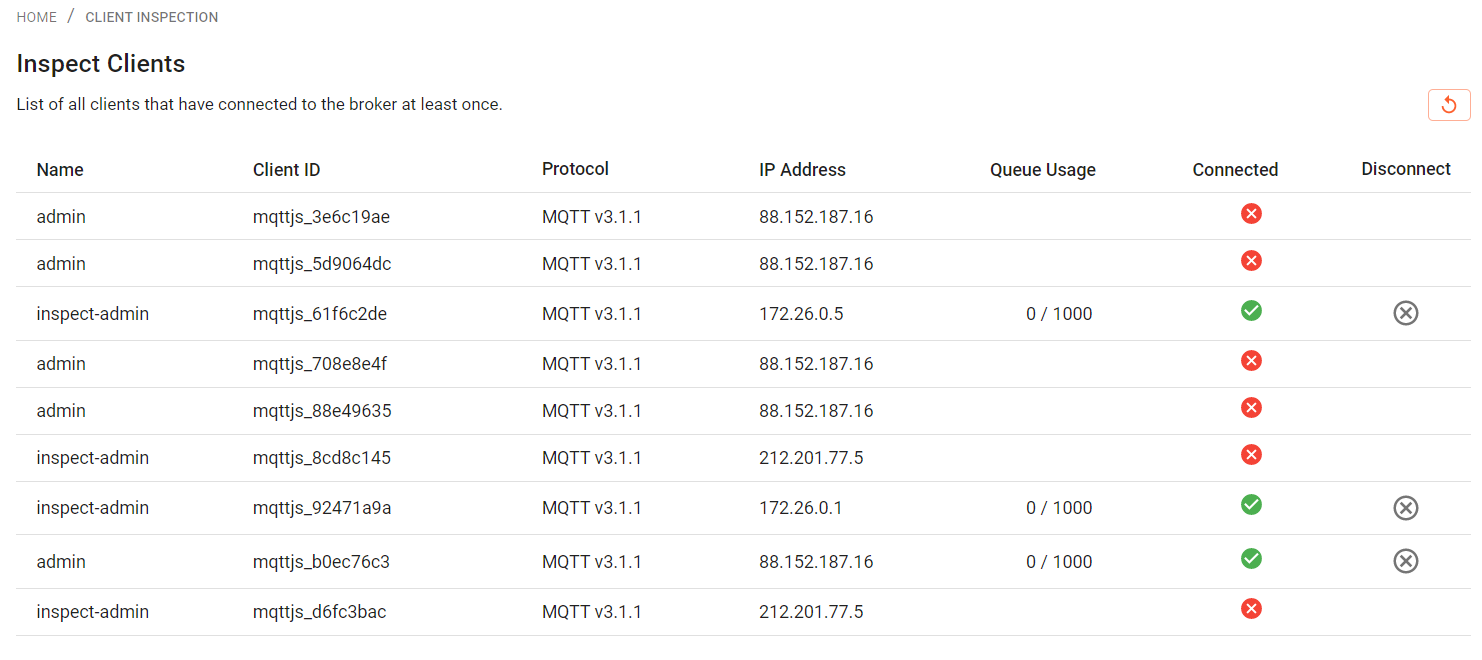 HOME / CLIENT INSPECTION
Inspect Clients
List of all clients that have connected to the broker at least once.
Name Client ID Protocol IP Address Queue Usage Connected Disconnect
admin mqttjs_3e6c19ae MQTT v3.1.1 88.152.187.16
admin mqttjs_5d9064dc MQTT v3.1.1 88.152.187.16
inspect-admin mqttjs_61f6c2de MQTT v3.1.1 172.26.0.5 0 / 1000
admin mqttjs_708e8e4f MQTT v3.1.1 88.152.187.16
admin mqttjs_88e49635 MQTT v3.1.1 88.152.187.16
inspect-admin mqttjs_8cd8c145 MQTT v3.1.1 212.201.77.5
inspect-admin mqttjs_92471a9a MQTT v3.1.1 172.26.0.1 0 / 1000
admin mqttjs_b0ec76c3 MQTT v3.1.1 88.152.187.16 0 / 1000
inspect-admin mqttjs_d6fc3bac MQTT v3.1.1 212.201.77.5